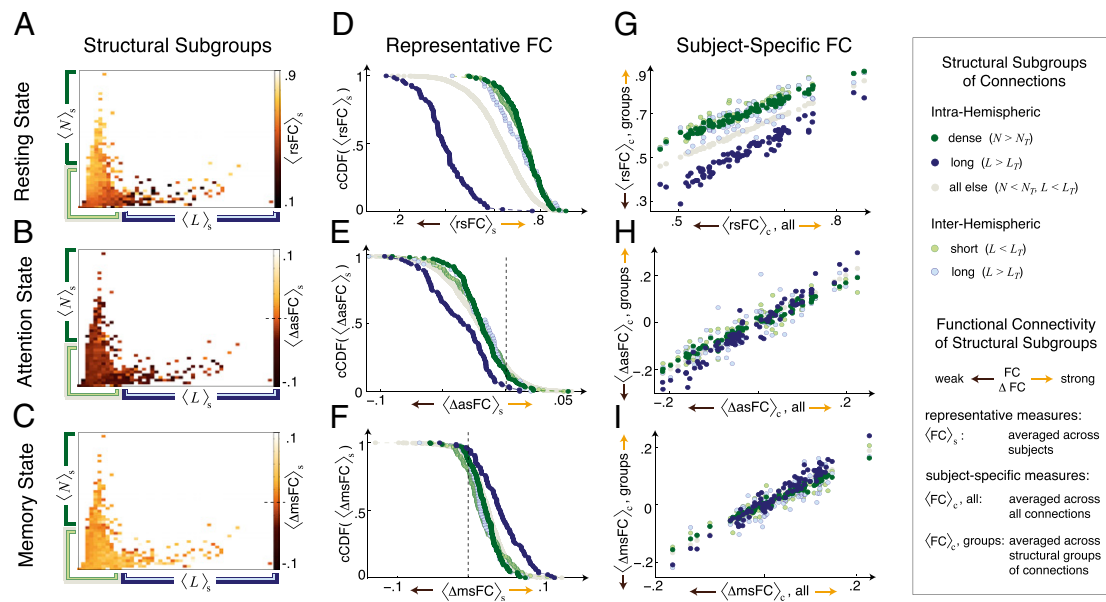 A
Structural Subgroups
Resting State
⟨N⟩s
⟨L⟩s
.9
⟨rsFC⟩s
.1
B
Attention State
⟨N⟩s
⟨L⟩s
.1
⟨ΔasFC⟩s
-.1
C
Memory State
⟨N⟩s
⟨L⟩s
.1
⟨ΔmsFC⟩s
-.1
D
Representative FC
cCDF(⟨rsFC⟩s)
1
.5
0
.2
⟨rsFC⟩s
.8
E
cCDF(⟨ΔasFC⟩s)
1
.5
0
-.1
⟨ΔasFC⟩s
.05
F
cCDF(⟨ΔmsFC⟩s)
1
.5
0
-.1
⟨ΔmsFC⟩s
.1
G
Subject-Specific FC
⟨rsFC⟩c, groups
.9
.7
.5
.3
.5
⟨rsFC⟩c, all
.8
H
⟨ΔasFC⟩c, groups
.2
0
-.2
-.2
⟨ΔasFC⟩c, all
.2
I
⟨ΔmsFC⟩c, groups
.2
0
-.2
-.2
⟨ΔmsFC⟩c, all
.2
Structural Subgroups
of Connections
Intra-Hemispheric
dense (N > NT)
long (L > LT)
all else (N < NT, L < LT)
Inter-Hemispheric
short (L < LT)
long (L > LT)
Functional Connectivity
of Structural Subgroups
weak FC strong
Δ FC
representative measures:
⟨FC⟩s : averaged across
subjects
subject-specific measures:
⟨FC⟩c, all: averaged across
all connections
⟨FC⟩c, groups: averaged across
structural groups
of connections